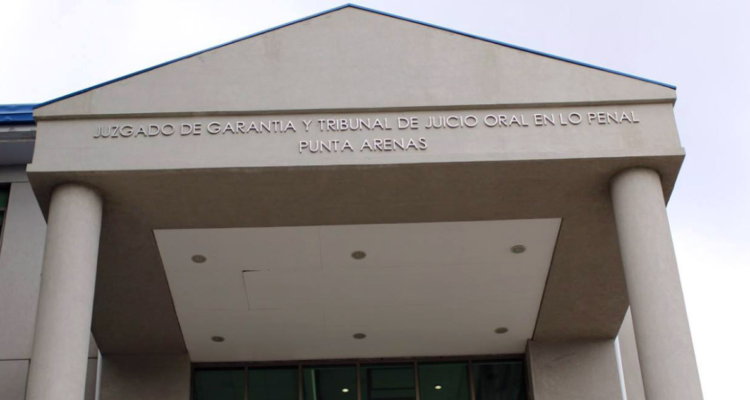 JUZGADO DE GARANTIA Y TRIBUNAL DE JUICIO ORAL EN LO PENAL
PUNTA ARENAS